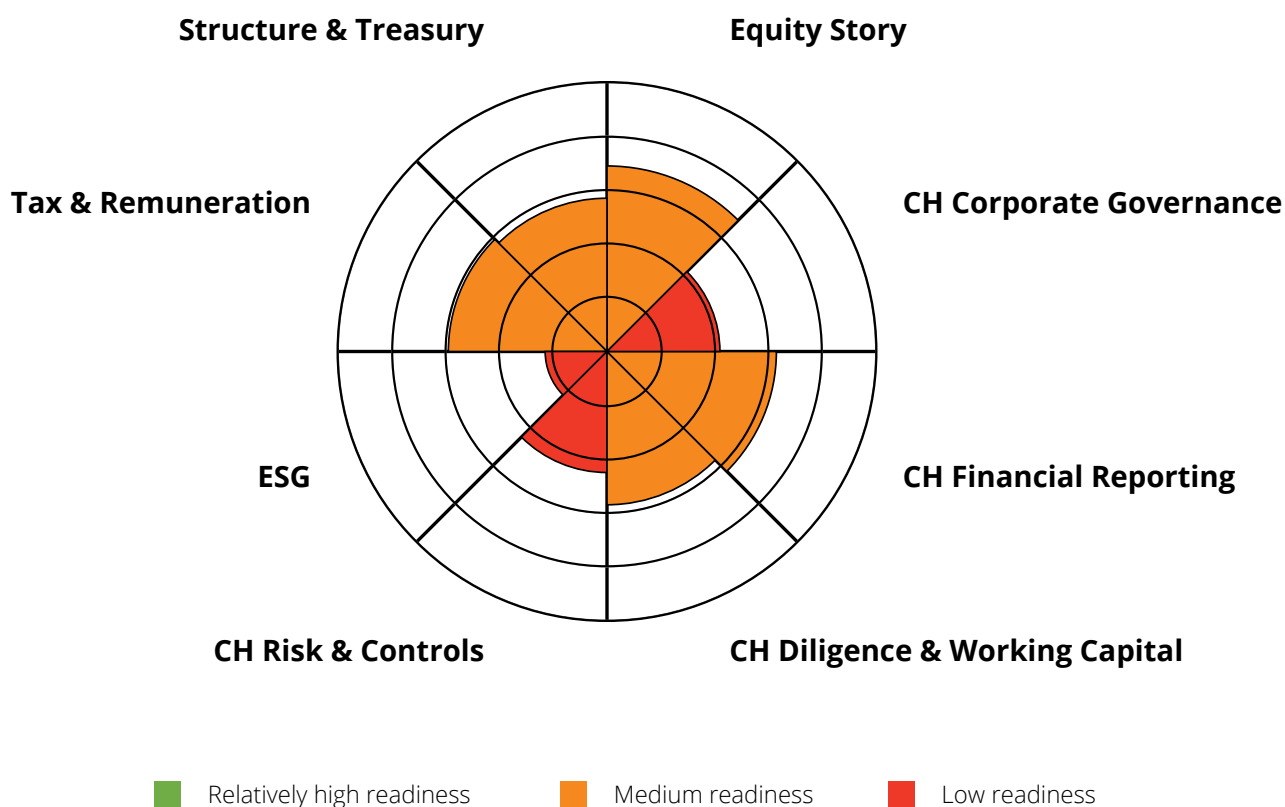 Structure & Treasury
Equity Story
Tax & Remuneration
CH Corporate Governance
ESG
CH Financial Reporting
CH Risk & Controls
CH Diligence & Working Capital
Relatively high readiness
Medium readiness
Low readiness